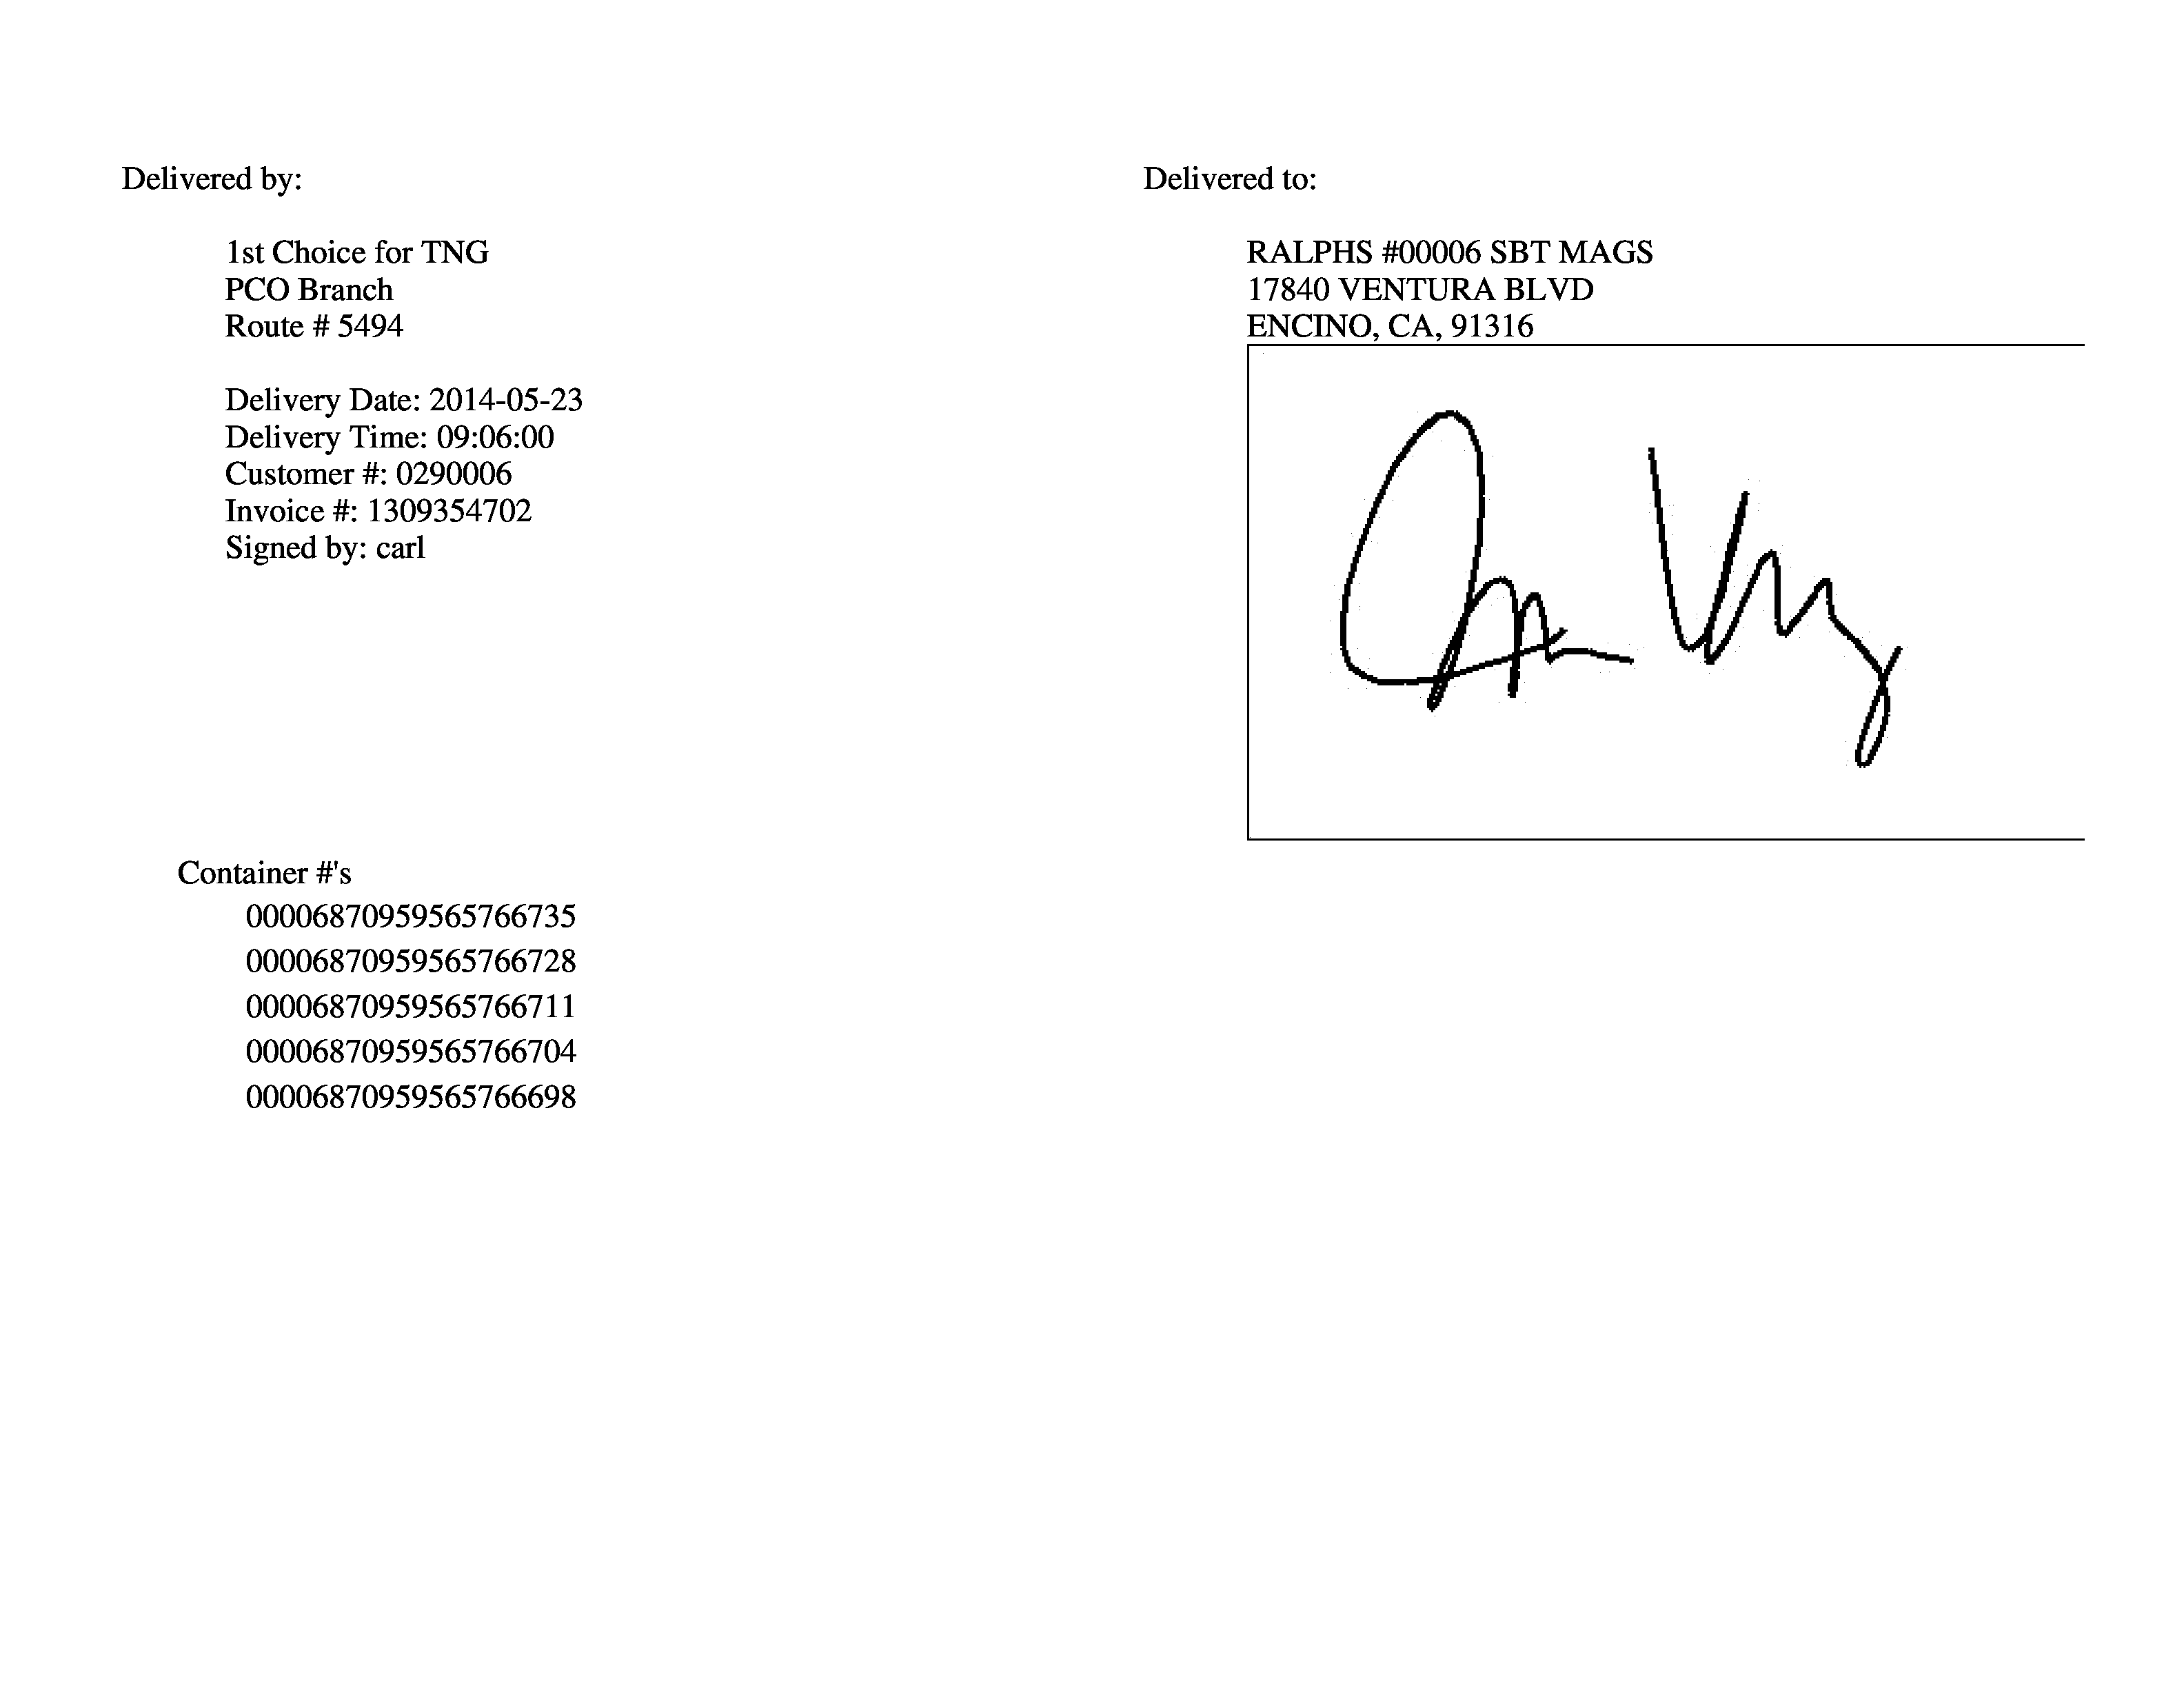 Delivered by:
1st Choice for TNG
PCO Branch
Route # 5494
Delivery Date: 2014-05-23
Delivery Time: 09:06:00
Customer #: 0290006
Invoice #: 1309354702
Signed by: carl
Delivered to:
RALPHS #00006 SBT MAGS
17840 VENTURA BLVD
ENCINO, CA, 91316
Container #'s
00006870959565766735
00006870959565766728
00006870959565766711
00006870959565766704
00006870959565766698